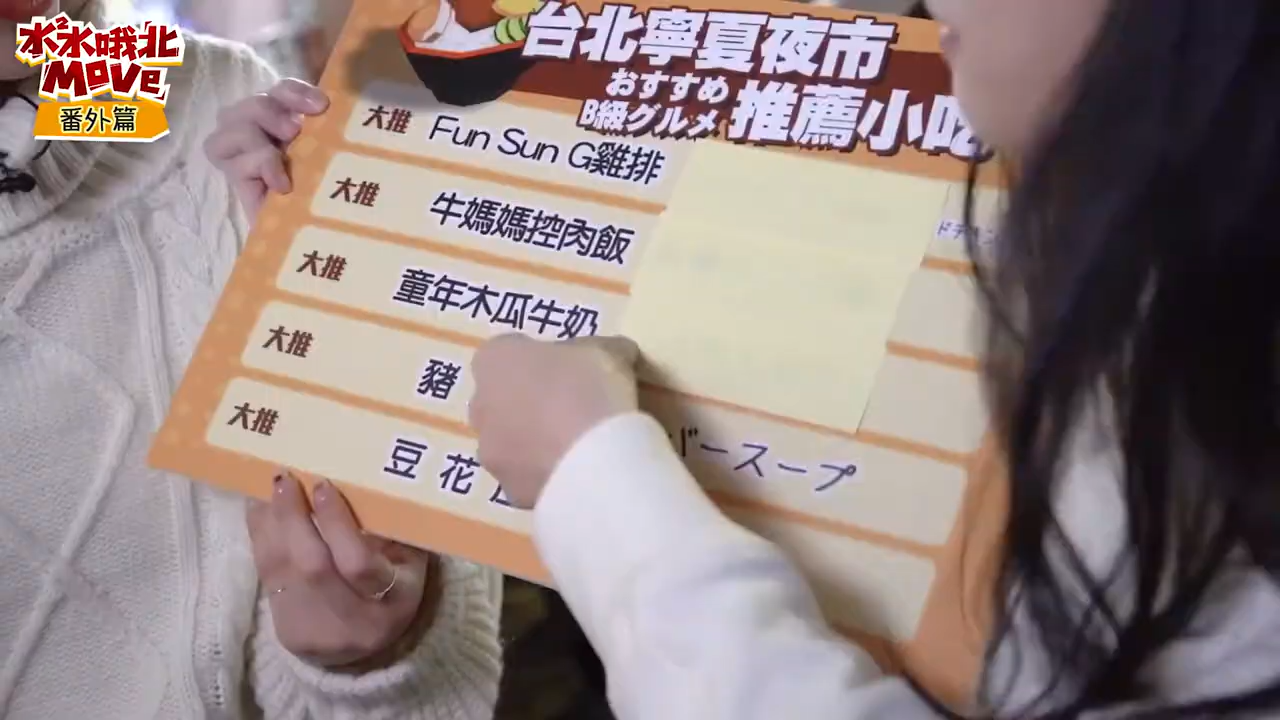 水水哦北
Move
番外篇
台北寧夏夜市
おすすめ
B級グルメ
推薦小吃
大推 Fun Sun G雞排
大推 牛媽媽控肉飯
大推 童年木瓜牛奶
大推 豬
バースープ
大推 豆花